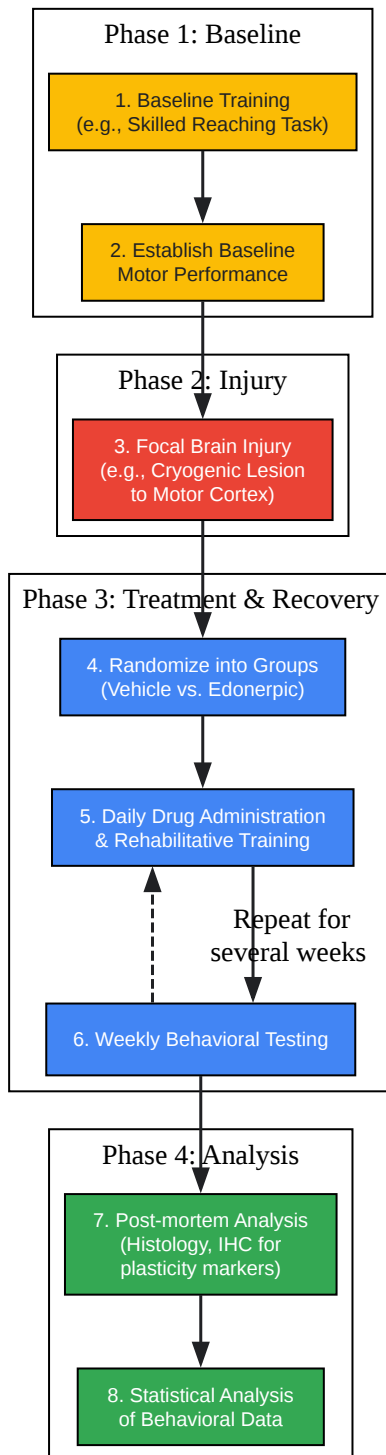 Phase 1: Baseline
1. Baseline Training
(e.g., Skilled Reaching Task)
2. Establish Baseline
Motor Performance
Phase 2: Injury
3. Focal Brain Injury
(e.g., Cryogenic Lesion
to Motor Cortex)
Phase 3: Treatment & Recovery
4. Randomize into Groups
(Vehicle vs. Edonerpic)
5. Daily Drug Administration
& Rehabilitative Training
Repeat for
several weeks
6. Weekly Behavioral Testing
Phase 4: Analysis
7. Post-mortem Analysis
(Histology, IHC for
plasticity markers)
8. Statistical Analysis
of Behavioral Data